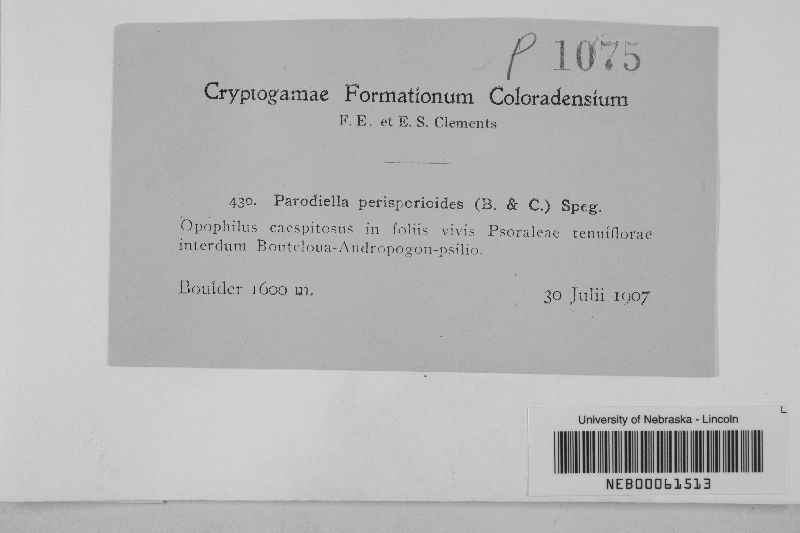 P 1075
Cryptogamae Formationum Coloradensium
F. E. et E. S. Clements
430. Parodiella perisporioides (B. & C.) Speg.
Opophilus caespitosus in foliis vivis Psoraleae tenuiflorae
interdum Bouteloua-Andropogon-psilio.
Boulder 1600 m.
30 Julii 1907
University of Nebraska - Lincoln
NEB00061513